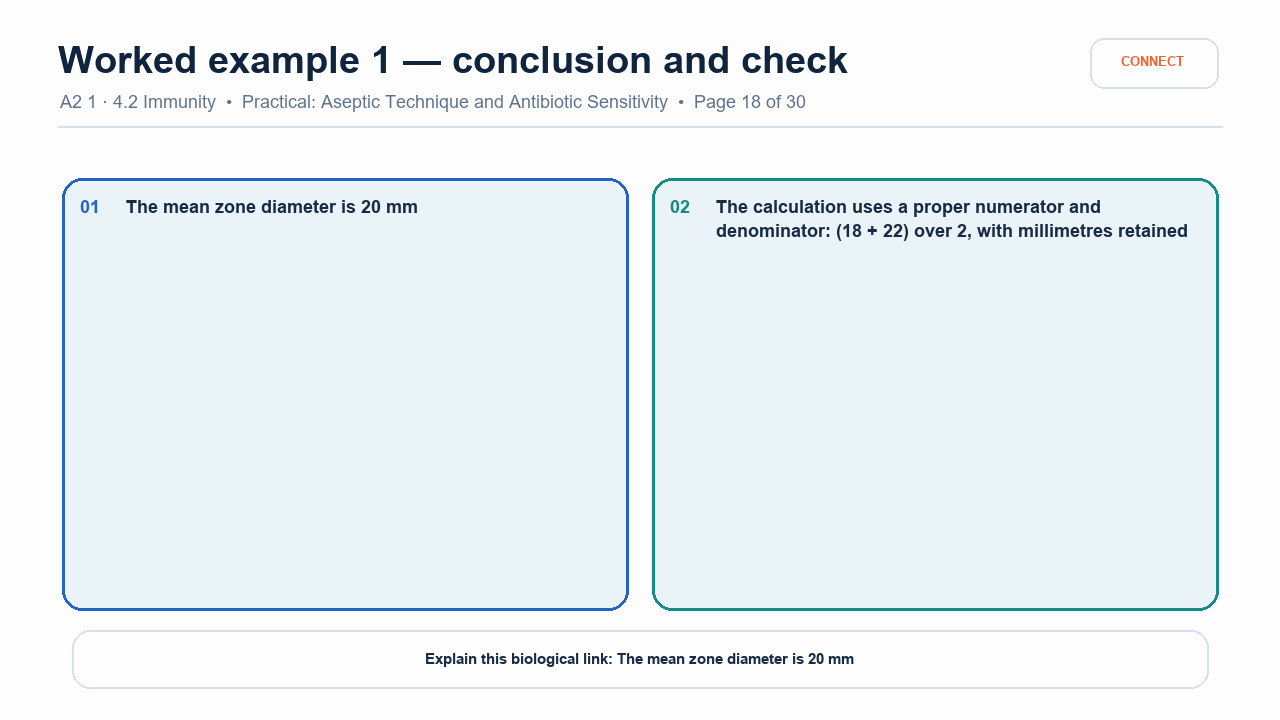 Worked example 1 — conclusion and check
CONNECT
A2 1 · 4.2 Immunity • Practical: Aseptic Technique and Antibiotic Sensitivity • Page 18 of 30
01 The mean zone diameter is 20 mm
02 The calculation uses a proper numerator and
denominator: (18 + 22) over 2, with millimetres retained
Explain this biological link: The mean zone diameter is 20 mm